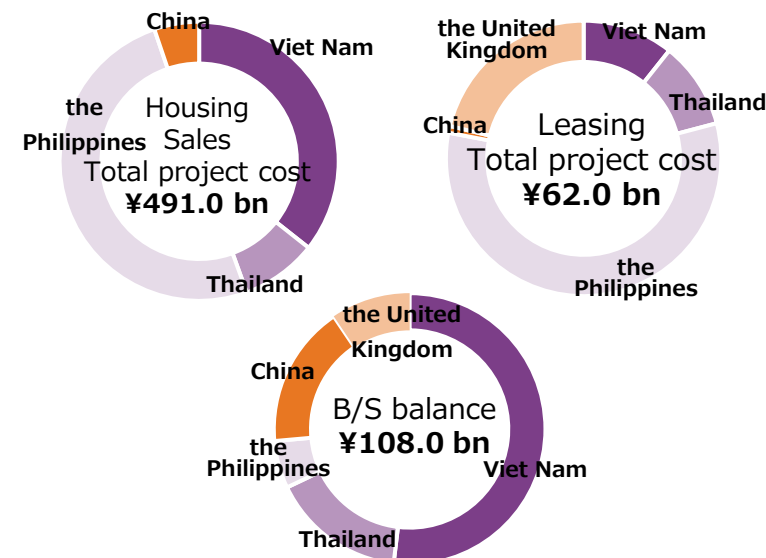 China
Viet Nam
the
Philippines
Housing
Sales
Total project cost
¥491.0 bn
Thailand
the United
Kingdom
Viet Nam
Thailand
China
Leasing
Total project cost
¥62.0 bn
the
Philippines
the United
Kingdom
China
B/S balance
¥108.0 bn
the
Philippines
Viet Nam
Thailand